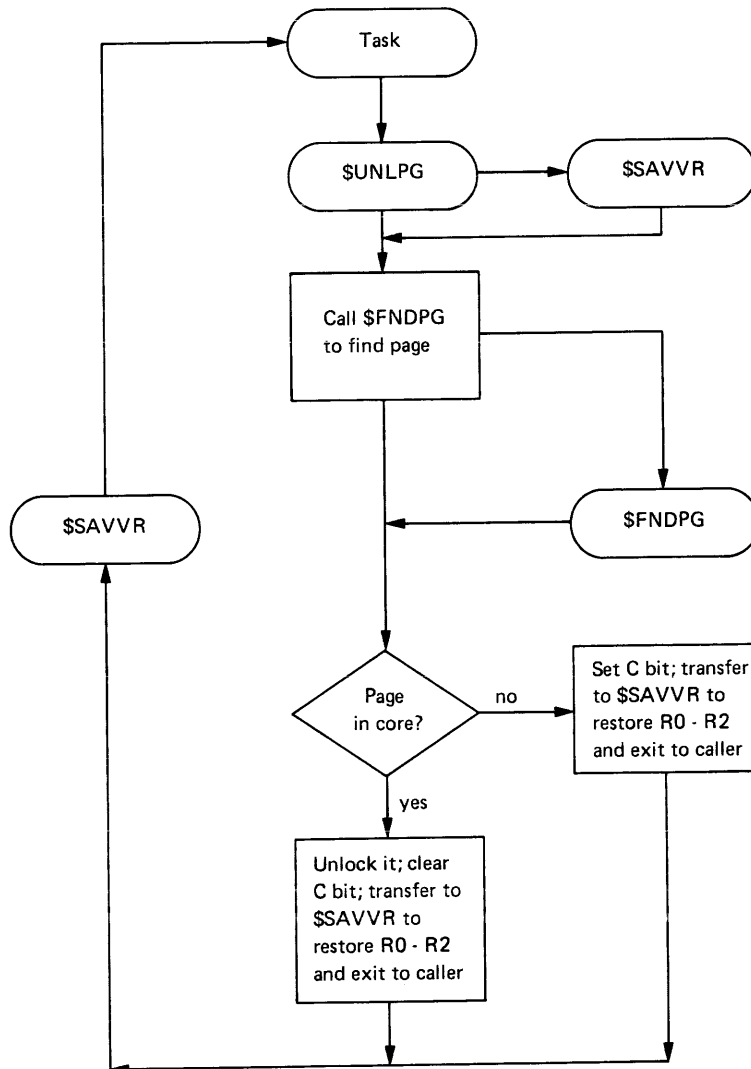 Task
$UNLPG
$SAVVR
Call $FNDPG
to find page
$SAVVR
$FNDPG
Page
in core?
no
Set C bit; transfer
to $SAVVR to
restore R0 - R2
and exit to caller
yes
Unlock it; clear
C bit; transfer to
$SAVVR to
restore R0 - R2
and exit to caller